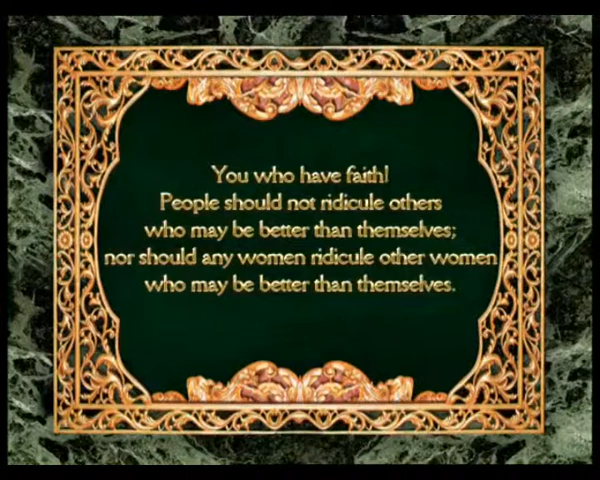 You who have faith!
People should not ridicule others
who may be better than themselves;
nor should any women ridicule other women
who may be better than themselves.